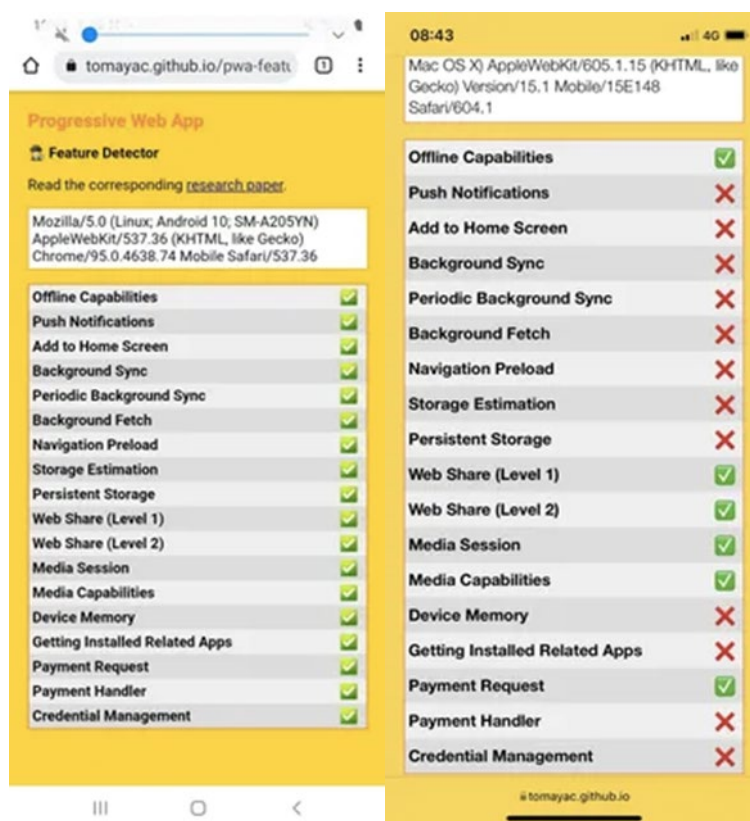 tomayac.github.io/pwa-featu
1
Progressive Web App
Feature Detector
Read the corresponding research paper.
Mozilla/5.0 (Linux; Android 10; SM-A205YN)
AppleWebKit/537.36 (KHTML, like Gecko)
Chrome/95.0.4638.74 Mobile Safari/537.36
Offline Capabilities
Push Notifications
Add to Home Screen
Background Sync
Periodic Background Sync
Background Fetch
Navigation Preload
Storage Estimation
Persistent Storage
Web Share (Level 1)
Web Share (Level 2)
Media Session
Media Capabilities
Device Memory
Getting Installed Related Apps
Payment Request
Payment Handler
Credential Management
08:43
4G
Mac OS X) AppleWebKit/605.1.15 (KHTML, like
Gecko) Version/15.1 Mobile/15E148
Safari/604.1
Offline Capabilities
Push Notifications
Add to Home Screen
Background Sync
Periodic Background Sync
Background Fetch
Navigation Preload
Storage Estimation
Persistent Storage
Web Share (Level 1)
Web Share (Level 2)
Media Session
Media Capabilities
Device Memory
Getting Installed Related Apps
Payment Request
Payment Handler
Credential Management
tomayac.github.io